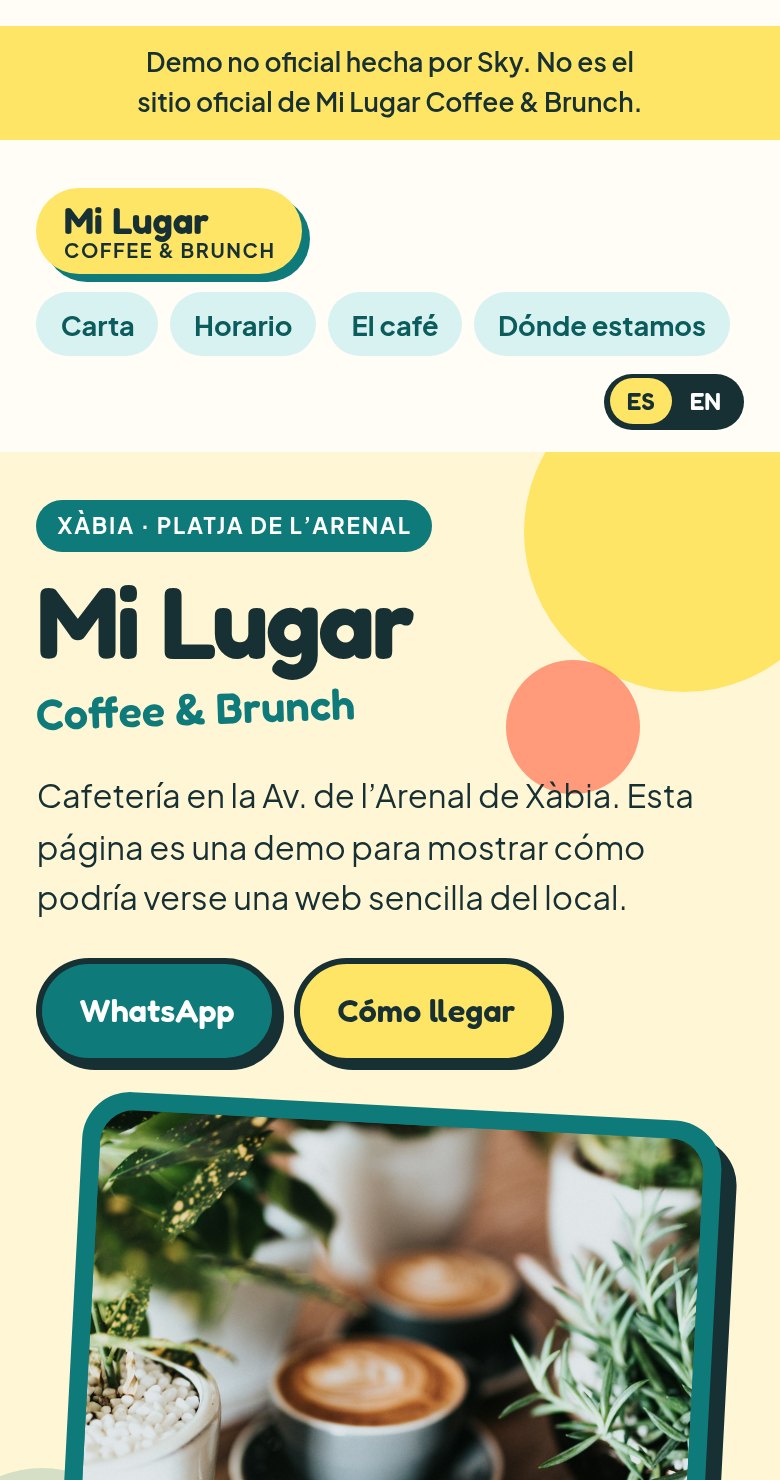 Demo no oficial hecha por Sky. No es el
sitio oficial de Mi Lugar Coffee & Brunch.
Mi Lugar
COFFEE & BRUNCH
Carta
Horario
El café
Dónde estamos
ES
EN
XÀBIA · PLATJA DE L’ARENAL
Mi Lugar
Coffee & Brunch
Cafetería en la Av. de l’Arenal de Xàbia. Esta
página es una demo para mostrar cómo
podría verse una web sencilla del local.
WhatsApp
Cómo llegar